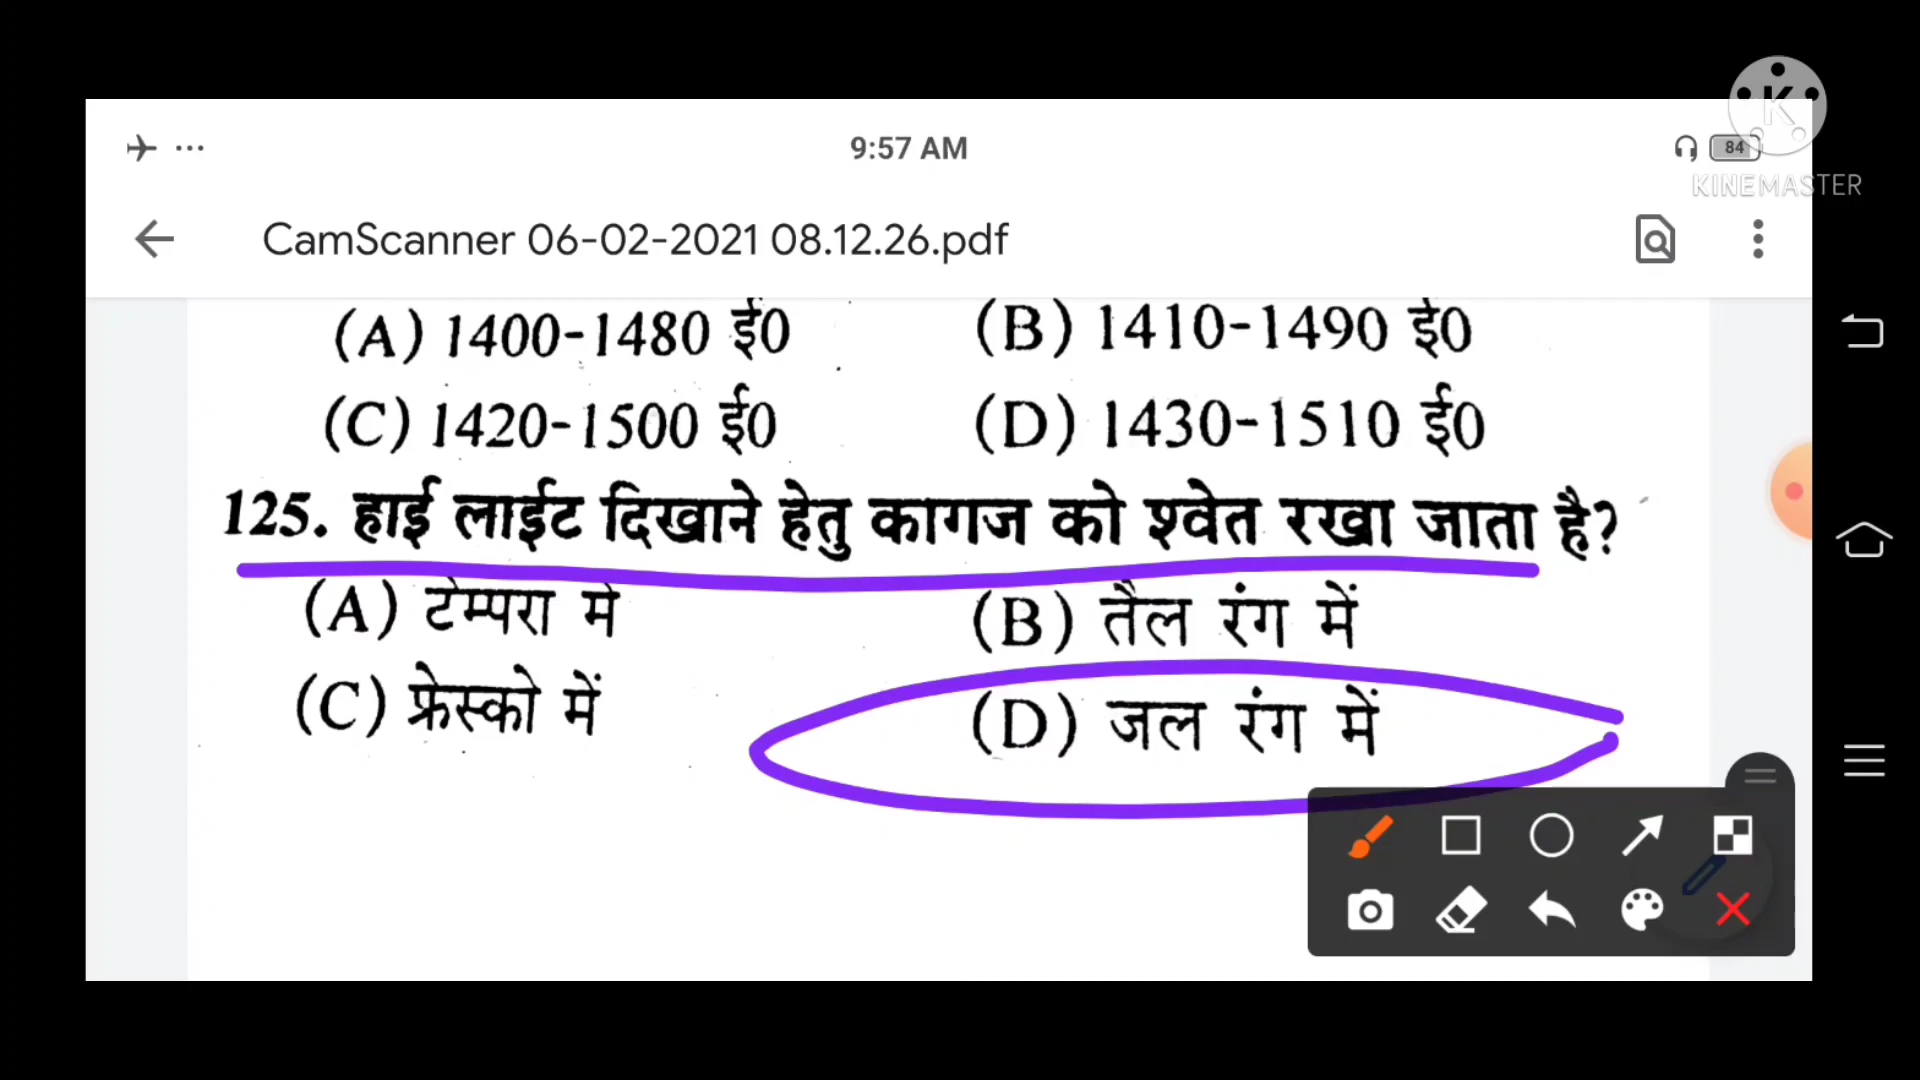 9:57 AM
84
KINEMASTER
CamScanner 06-02-2021 08.12.26.pdf
(A) 1400-1480 ई0 (B) 1410-1490 ई0
(C) 1420-1500 ई0 (D) 1430-1510 ई0
125. हाई लाईट दिखाने हेतु कागज को श्वेत रखा जाता है?
(A) टेम्परा में (B) तैल रंग में
(C) फ्रेस्को में (D) जल रंग में